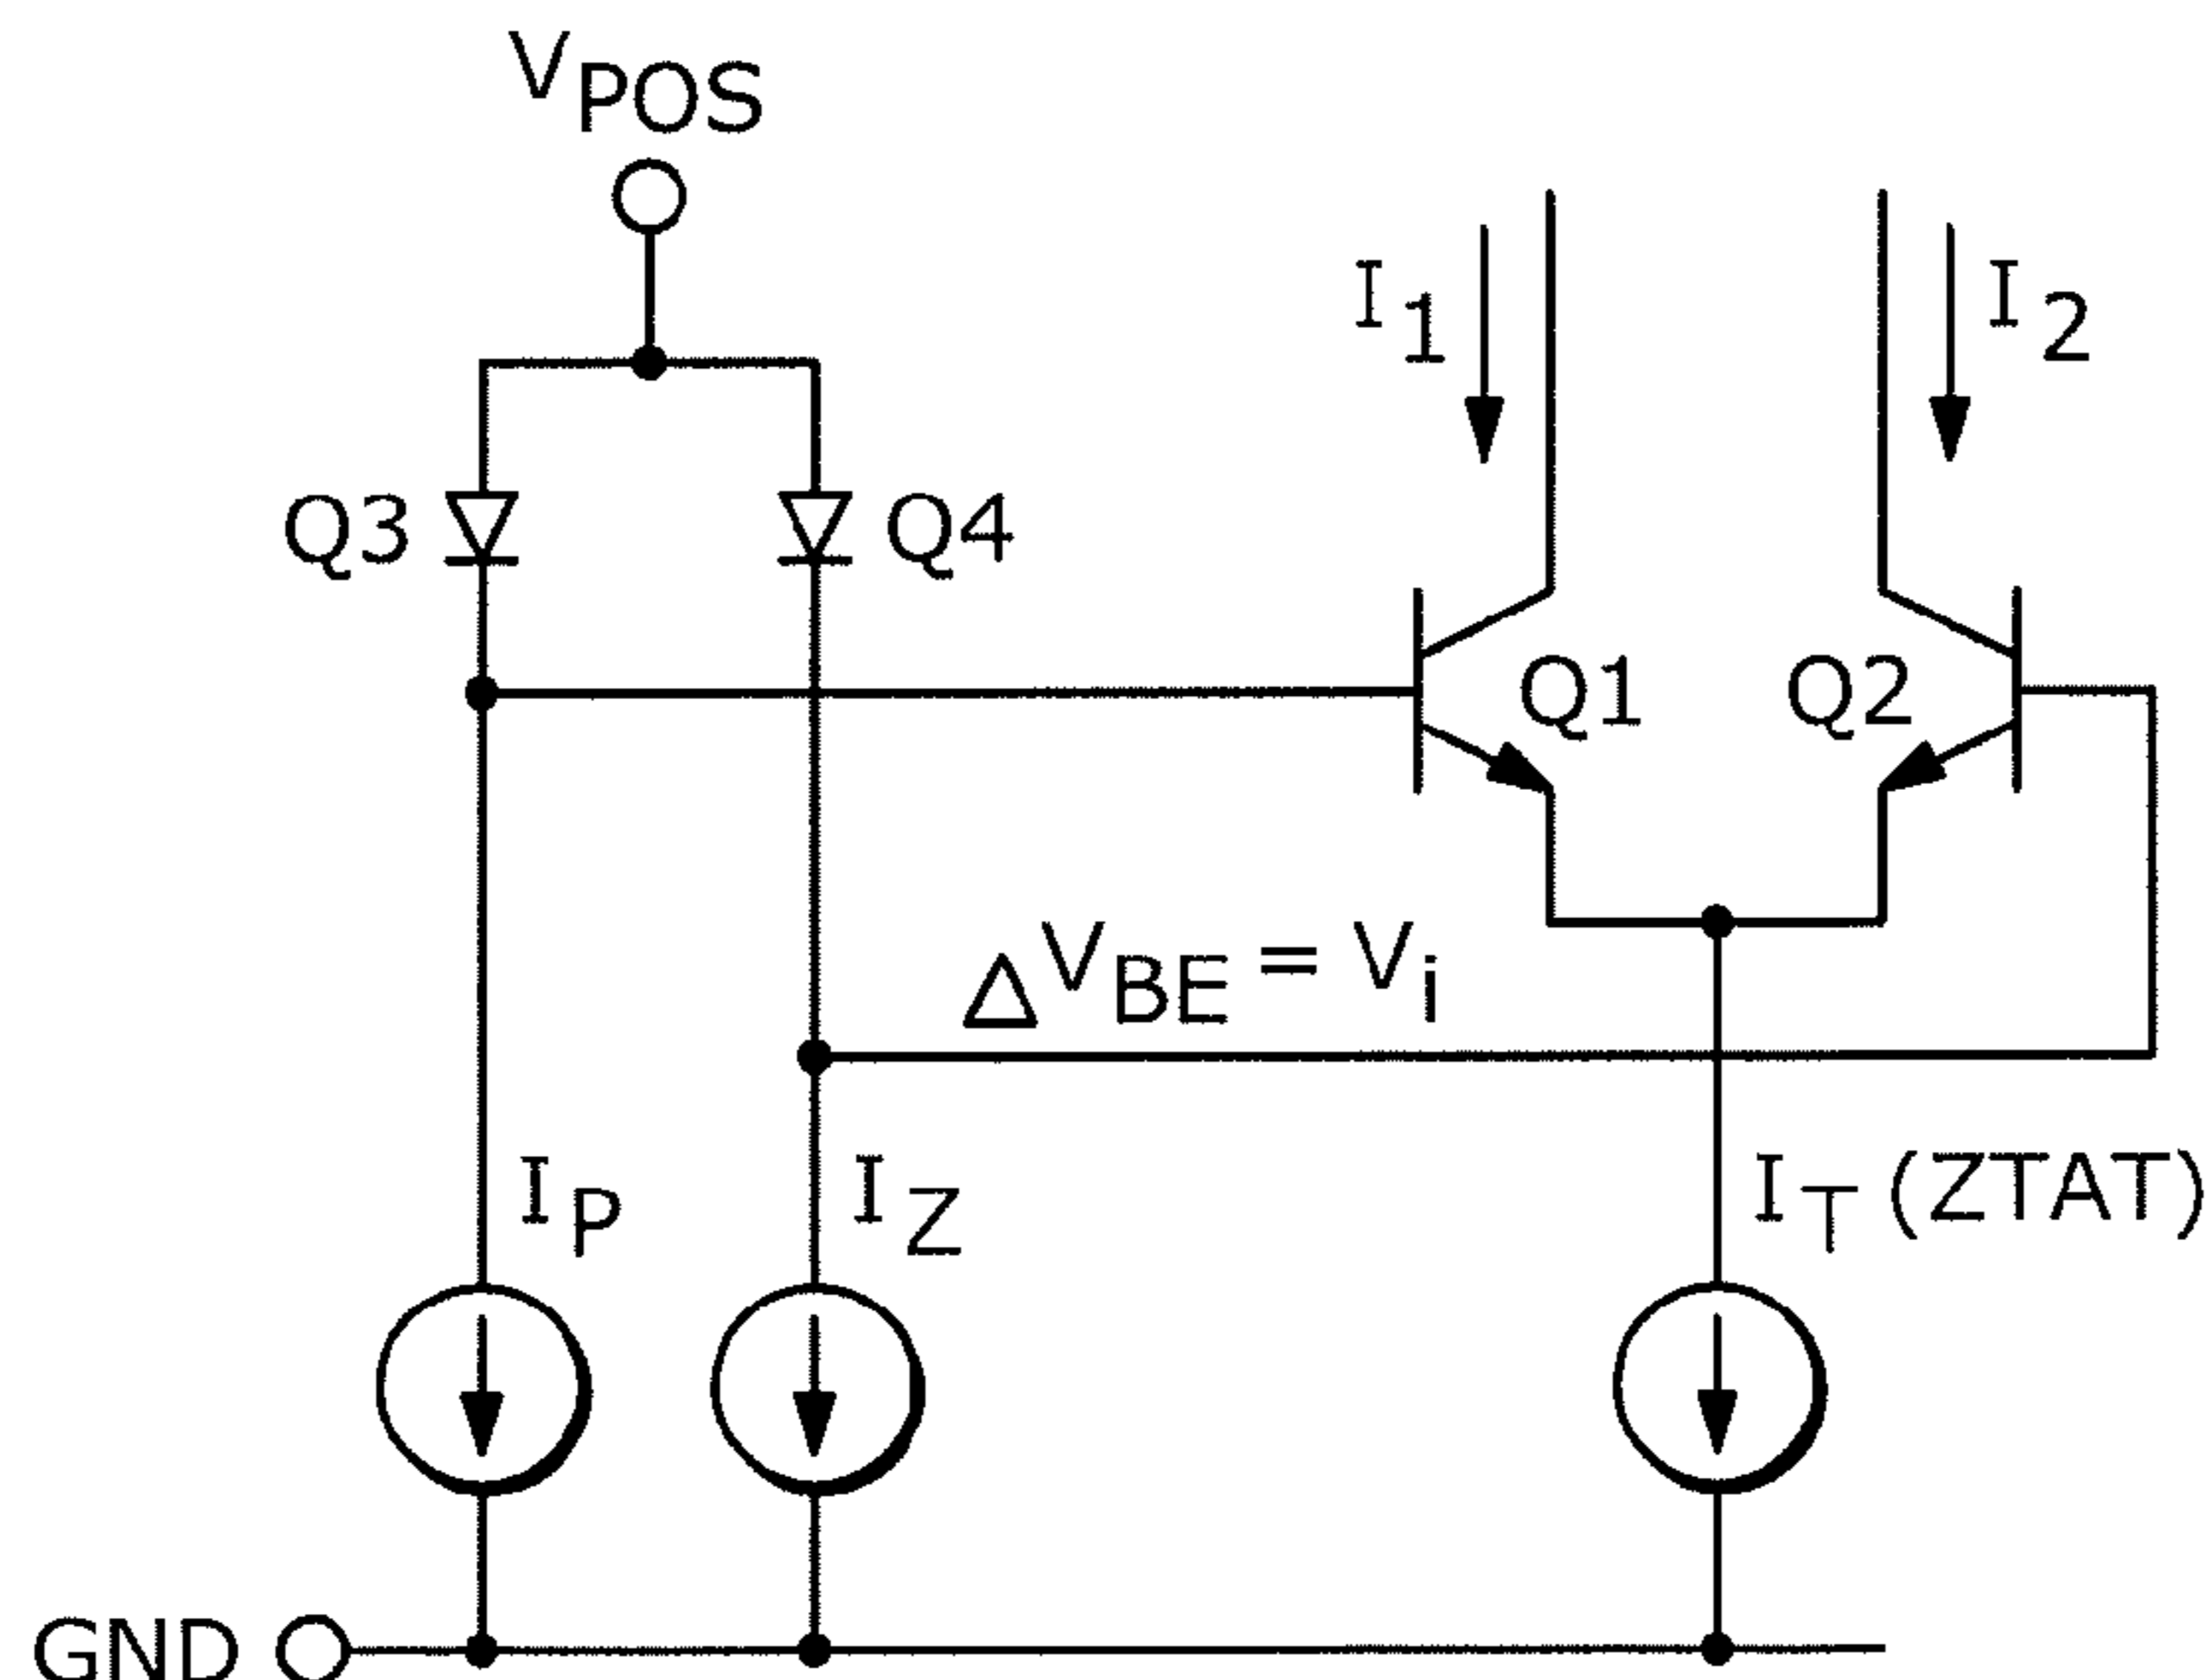 VPOS
I1
I2
Q3
Q4
Q1
Q2
ΔVBE = Vi
IP
IZ
IT (ZTAT)
GND